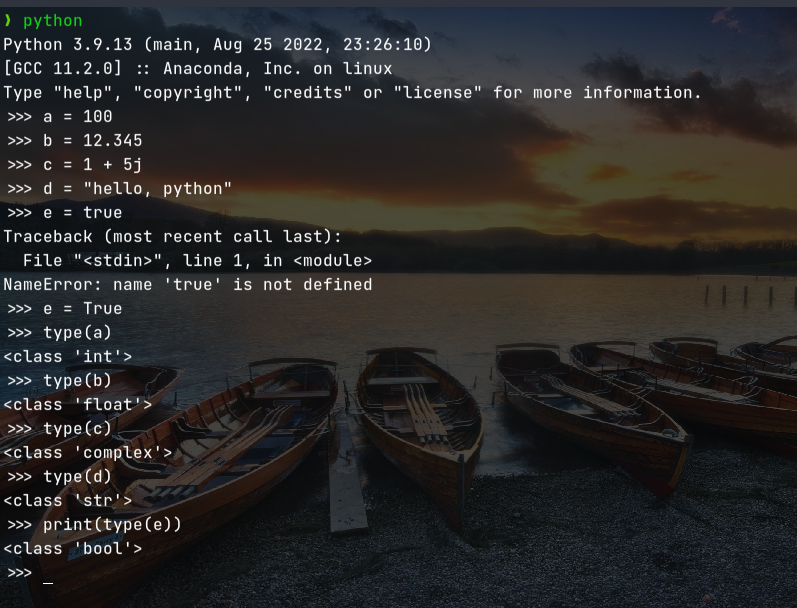 ❯ python
Python 3.9.13 (main, Aug 25 2022, 23:26:10)
[GCC 11.2.0] :: Anaconda, Inc. on linux
Type "help", "copyright", "credits" or "license" for more information.
>>> a = 100
>>> b = 12.345
>>> c = 1 + 5j
>>> d = "hello, python"
>>> e = true
Traceback (most recent call last):
  File "<stdin>", line 1, in <module>
NameError: name 'true' is not defined
>>> e = True
>>> type(a)
<class 'int'>
>>> type(b)
<class 'float'>
>>> type(c)
<class 'complex'>
>>> type(d)
<class 'str'>
>>> print(type(e))
<class 'bool'>
>>> _